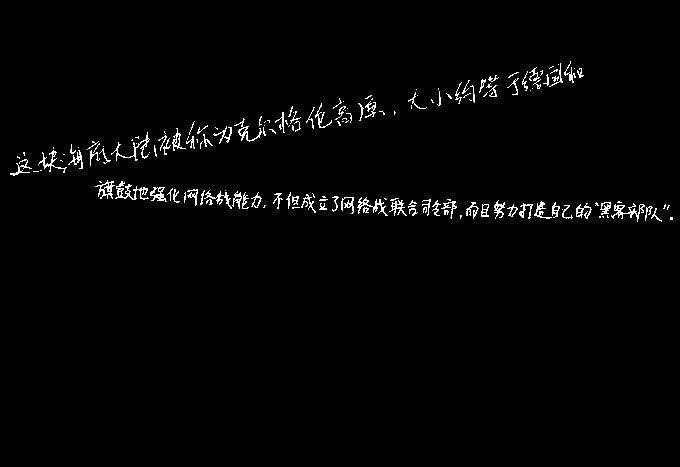 这块海底大陆被称为克尔格伦高原，大小约等于德国和
旗鼓地强化网络战能力，不但成立了网络战联合司令部，而且努力打造自己的“黑客部队”。